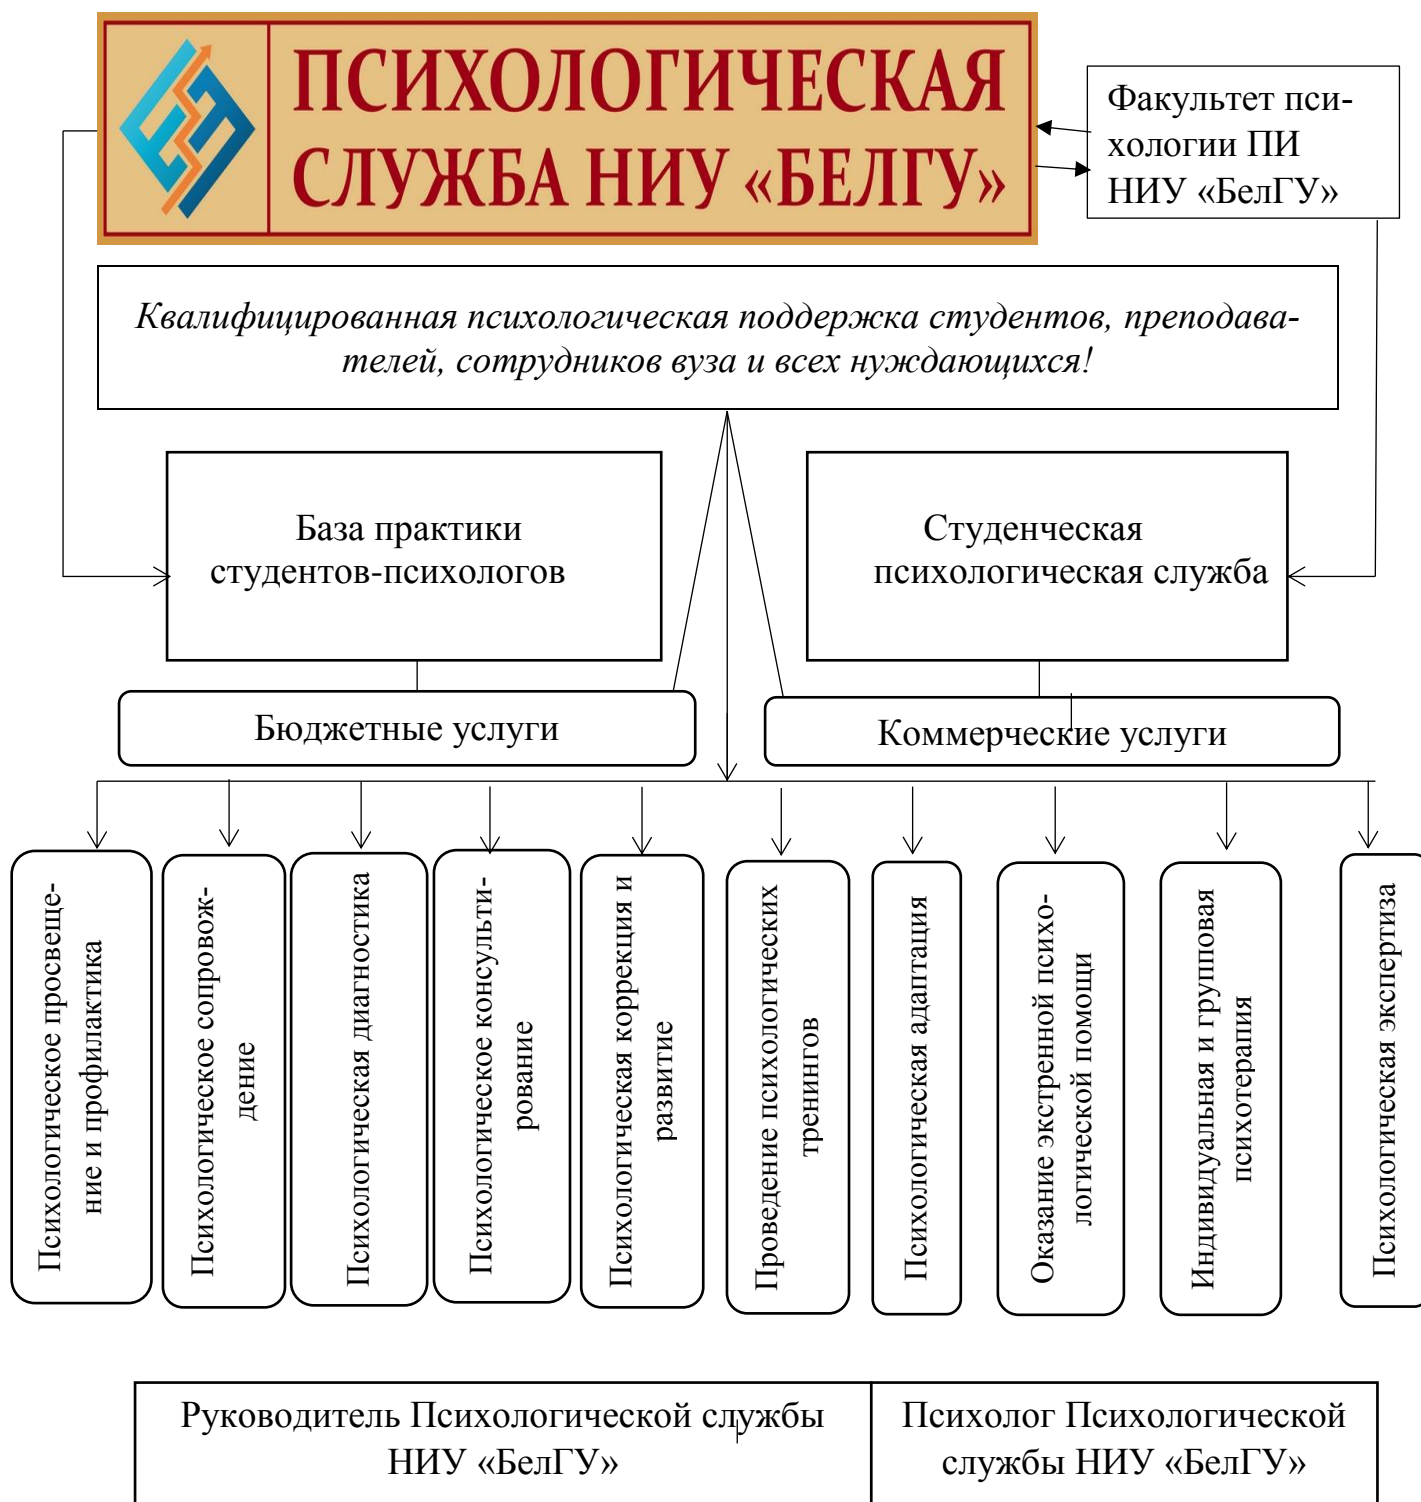 ПСИХОЛОГИЧЕСКАЯ
СЛУЖБА НИУ «БЕЛГУ»
Факультет пси-
хологии ПИ
НИУ «БелГУ»
Квалифицированная психологическая поддержка студентов, преподава-
телей, сотрудников вуза и всех нуждающихся!
База практики
студентов-психологов
Студенческая
психологическая служба
Бюджетные услуги
Коммерческие услуги
Психологическое просвеще-
ние и профилактика
Психологическое сопровож-
дение
Психологическая диагностика
Психологическое консульти-
рование
Психологическая коррекция и
развитие
Проведение психологических
тренингов
Психологическая адаптация
Оказание экстренной психо-
логической помощи
Индивидуальная и групповая
психотерапия
Психологическая экспертиза
Руководитель Психологической службы
НИУ «БелГУ»
Психолог Психологической
службы НИУ «БелГУ»